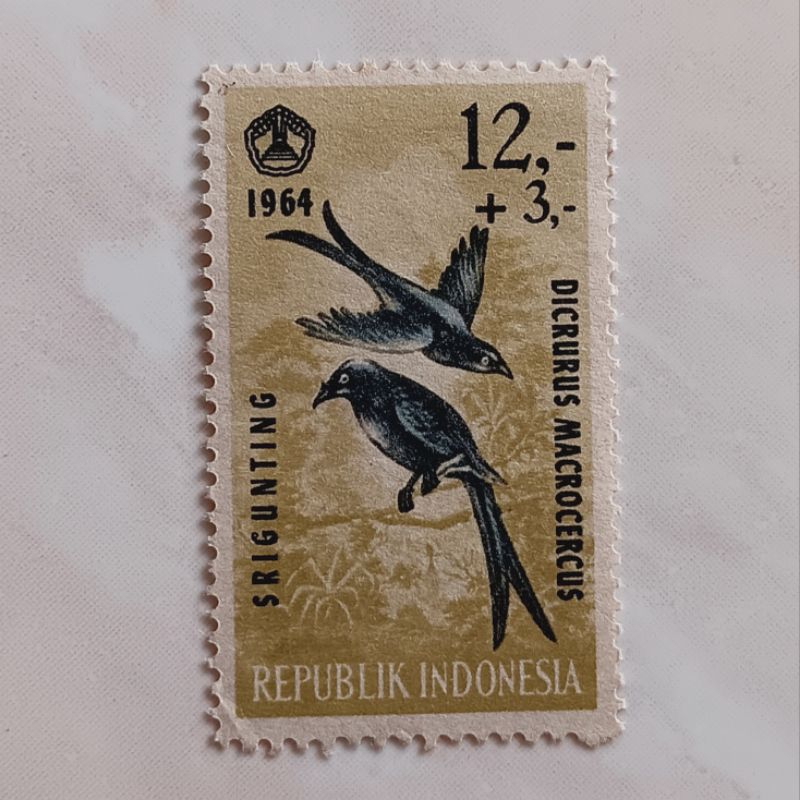 1964
12,-
+ 3,-
SRIGUNTING
DICRURUS MACROCERCUS
REPUBLIK INDONESIA